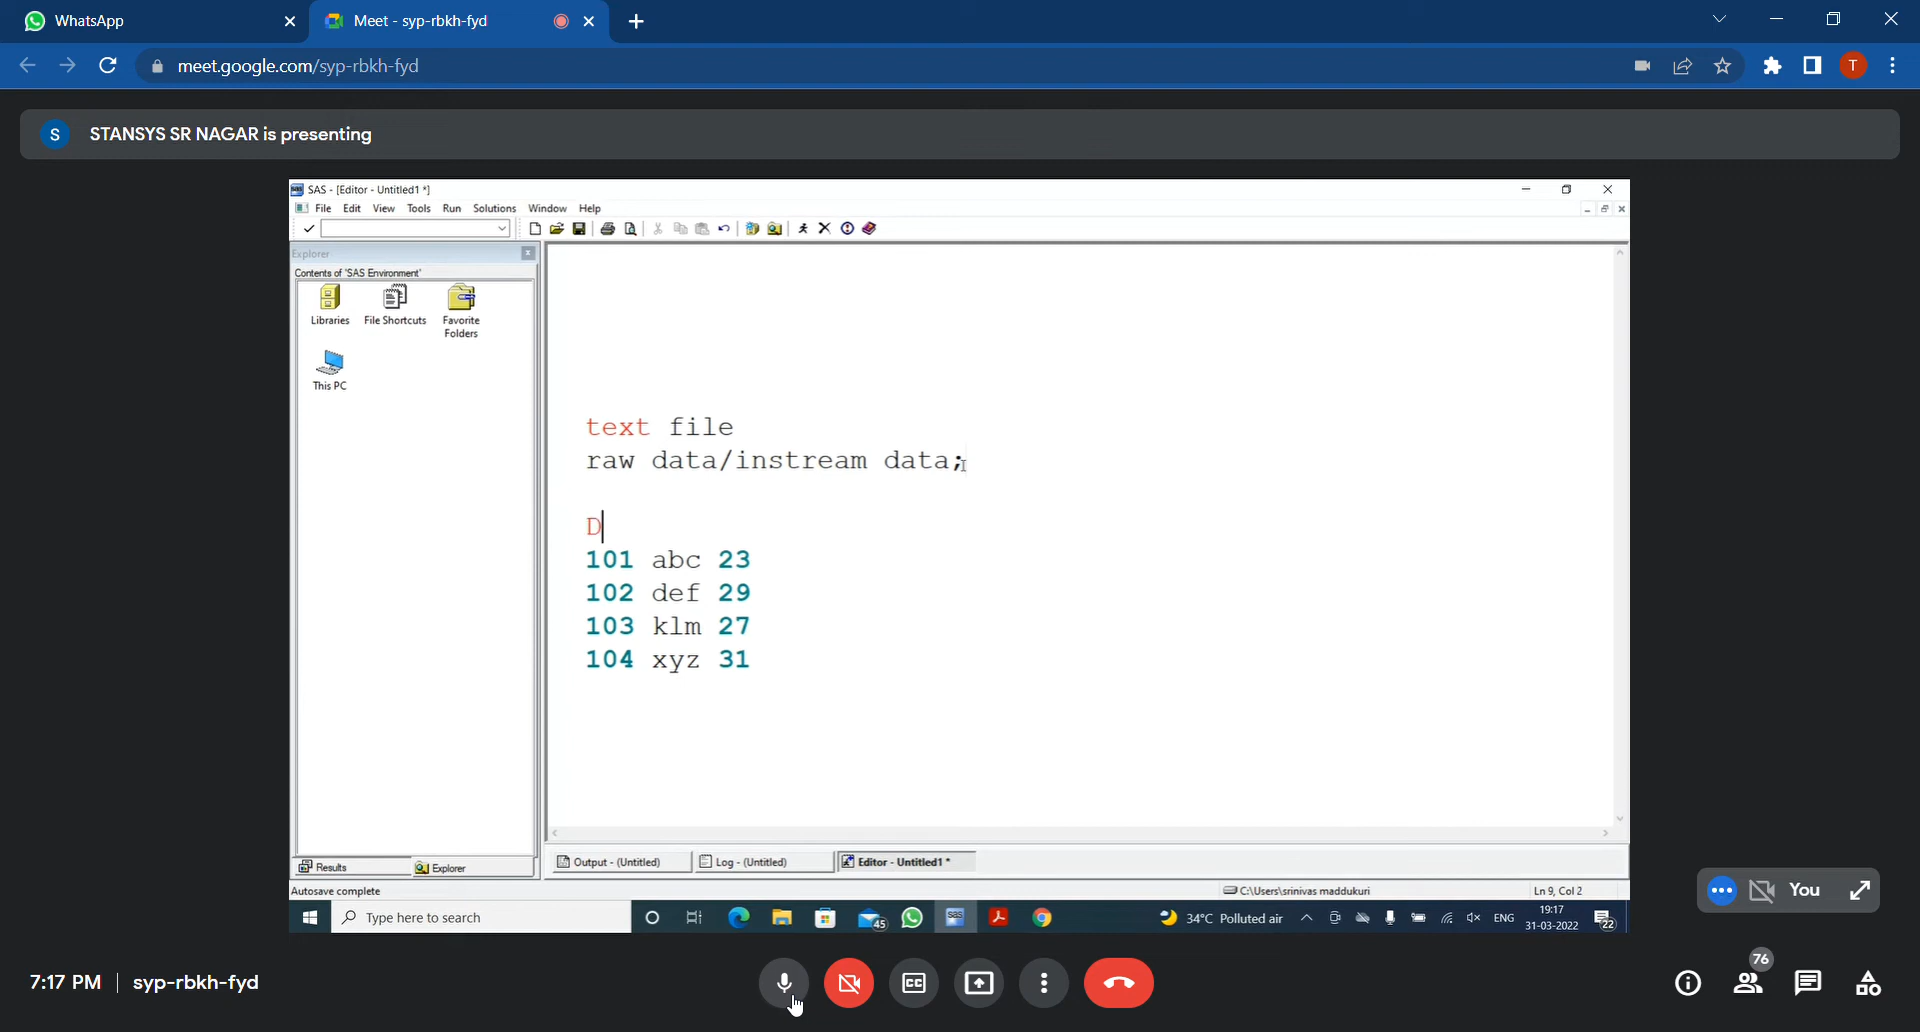 WhatsApp
Meet - syp-rbkh-fyd
meet.google.com/syp-rbkh-fyd
T
S STANSYS SR NAGAR is presenting
SAS - [Editor - Untitled1 *]
File Edit View Tools Run Solutions Window Help
Explorer
Contents of 'SAS Environment'
Libraries File Shortcuts Favorite Folders
This PC
text file
raw data/instream data;
D
101 abc 23
102 def 29
103 klm 27
104 xyz 31
Results Explorer
Output - (Untitled) Log - (Untitled) Editor - Untitled1 *
Autosave complete C:\Users\srinivas maddukuri Ln 9, Col 2
Type here to search 45 sas 34°C Polluted air ENG 19:17
31-03-2022 22
You
7:17 PM syp-rbkh-fyd CC 76